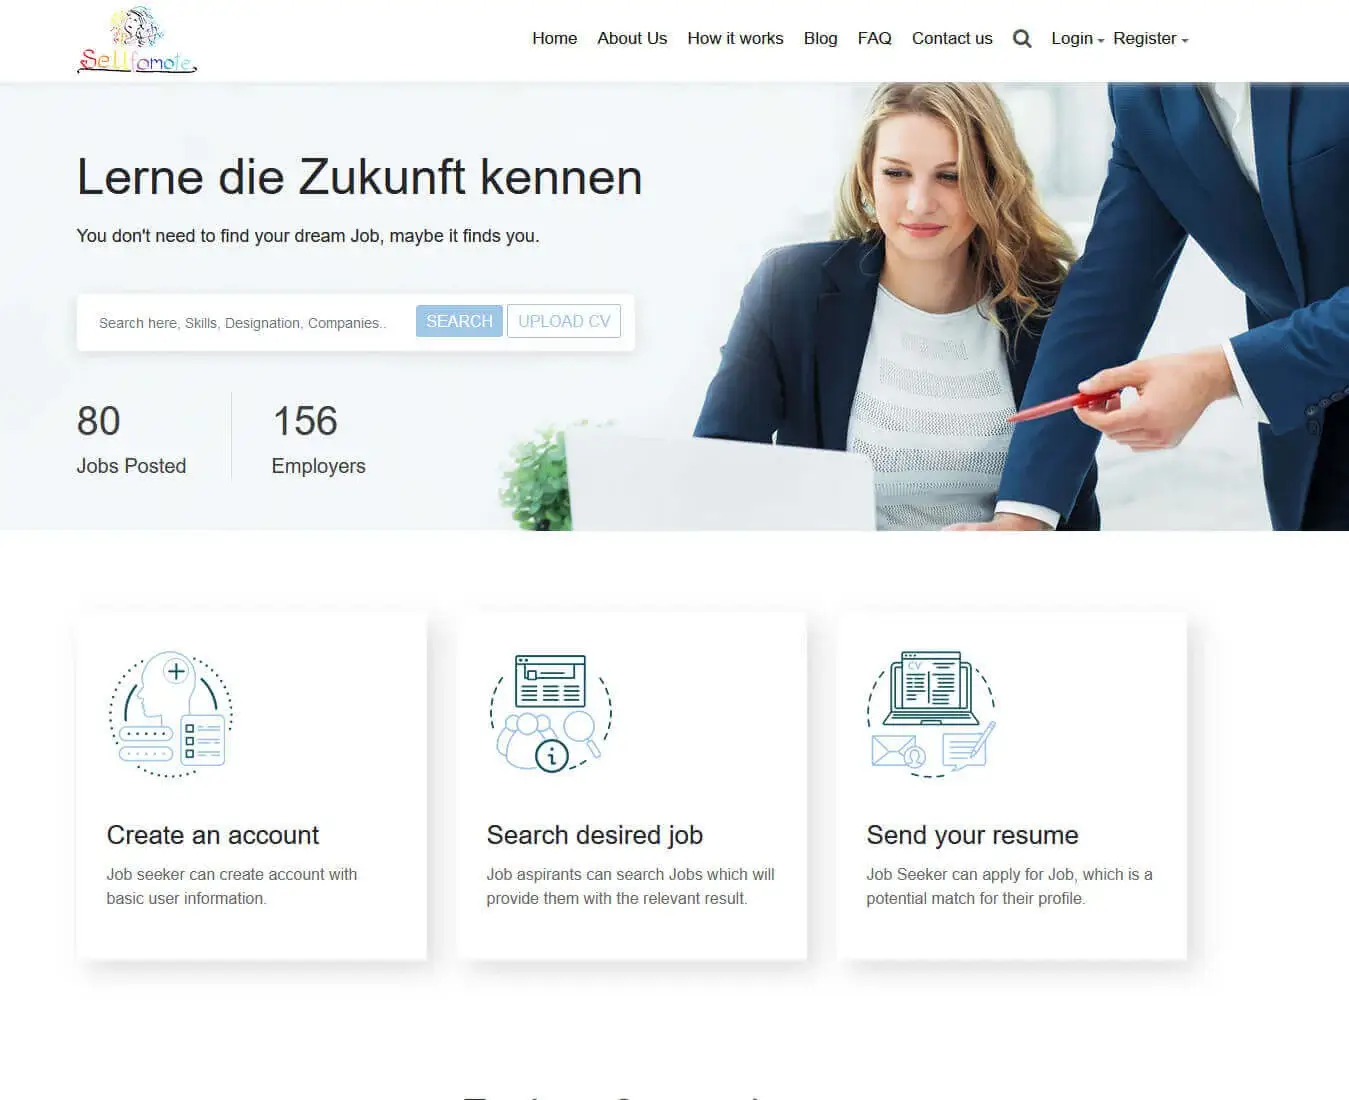 Sellfomote
Home About Us How it works Blog FAQ Contact us Login Register
Lerne die Zukunft kennen
You don't need to find your dream Job, maybe it finds you.
Search here, Skills, Designation, Companies.. SEARCH UPLOAD CV
80 156
Jobs Posted Employers
CV
Create an account Search desired job Send your resume
Job seeker can create account with Job aspirants can search Jobs which will Job Seeker can apply for Job, which is a
basic user information. provide them with the relevant result. potential match for their profile.